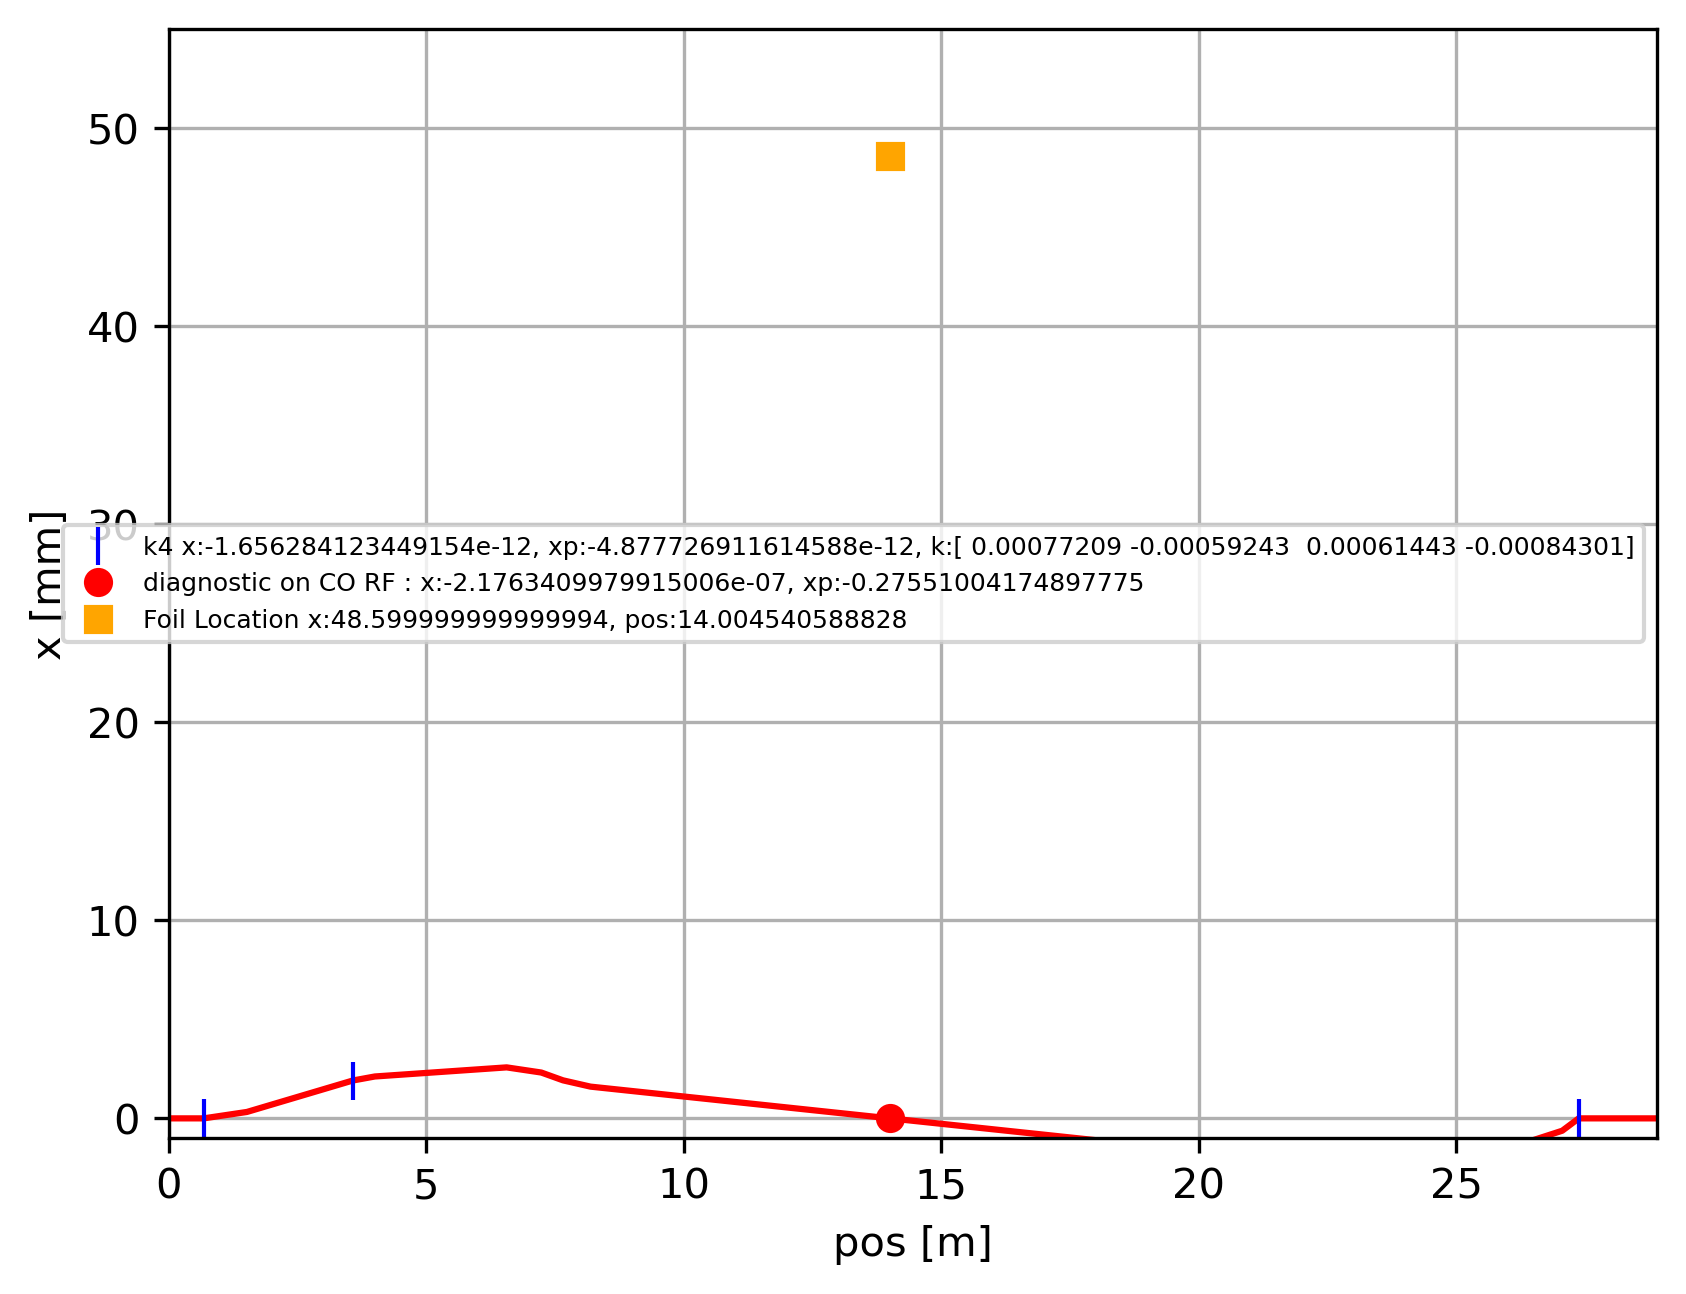 50
40
30
20
10
0
x [mm]
k4 x:-1.656284123449154e-12, xp:-4.877726911614588e-12, k:[ 0.00077209 -0.00059243  0.00061443 -0.00084301]
diagnostic on CO RF : x:-2.1763409979915006e-07, xp:-0.27551004174897775
Foil Location x:48.599999999999994, pos:14.004540588828
0 5 10 15 20 25
pos [m]